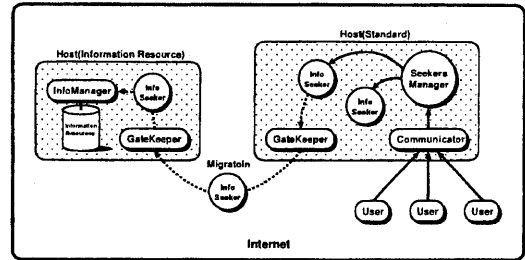 Host(Standard)
Host(Information Resource)
InfoManager
Info
Seeker
Information
Resources
GateKeeper
Info
Seeker
Info
Seeker
Seekers
Manager
GateKeeper
Communicator
MigratoIn
Info
Seeker
User
User
User
Internet